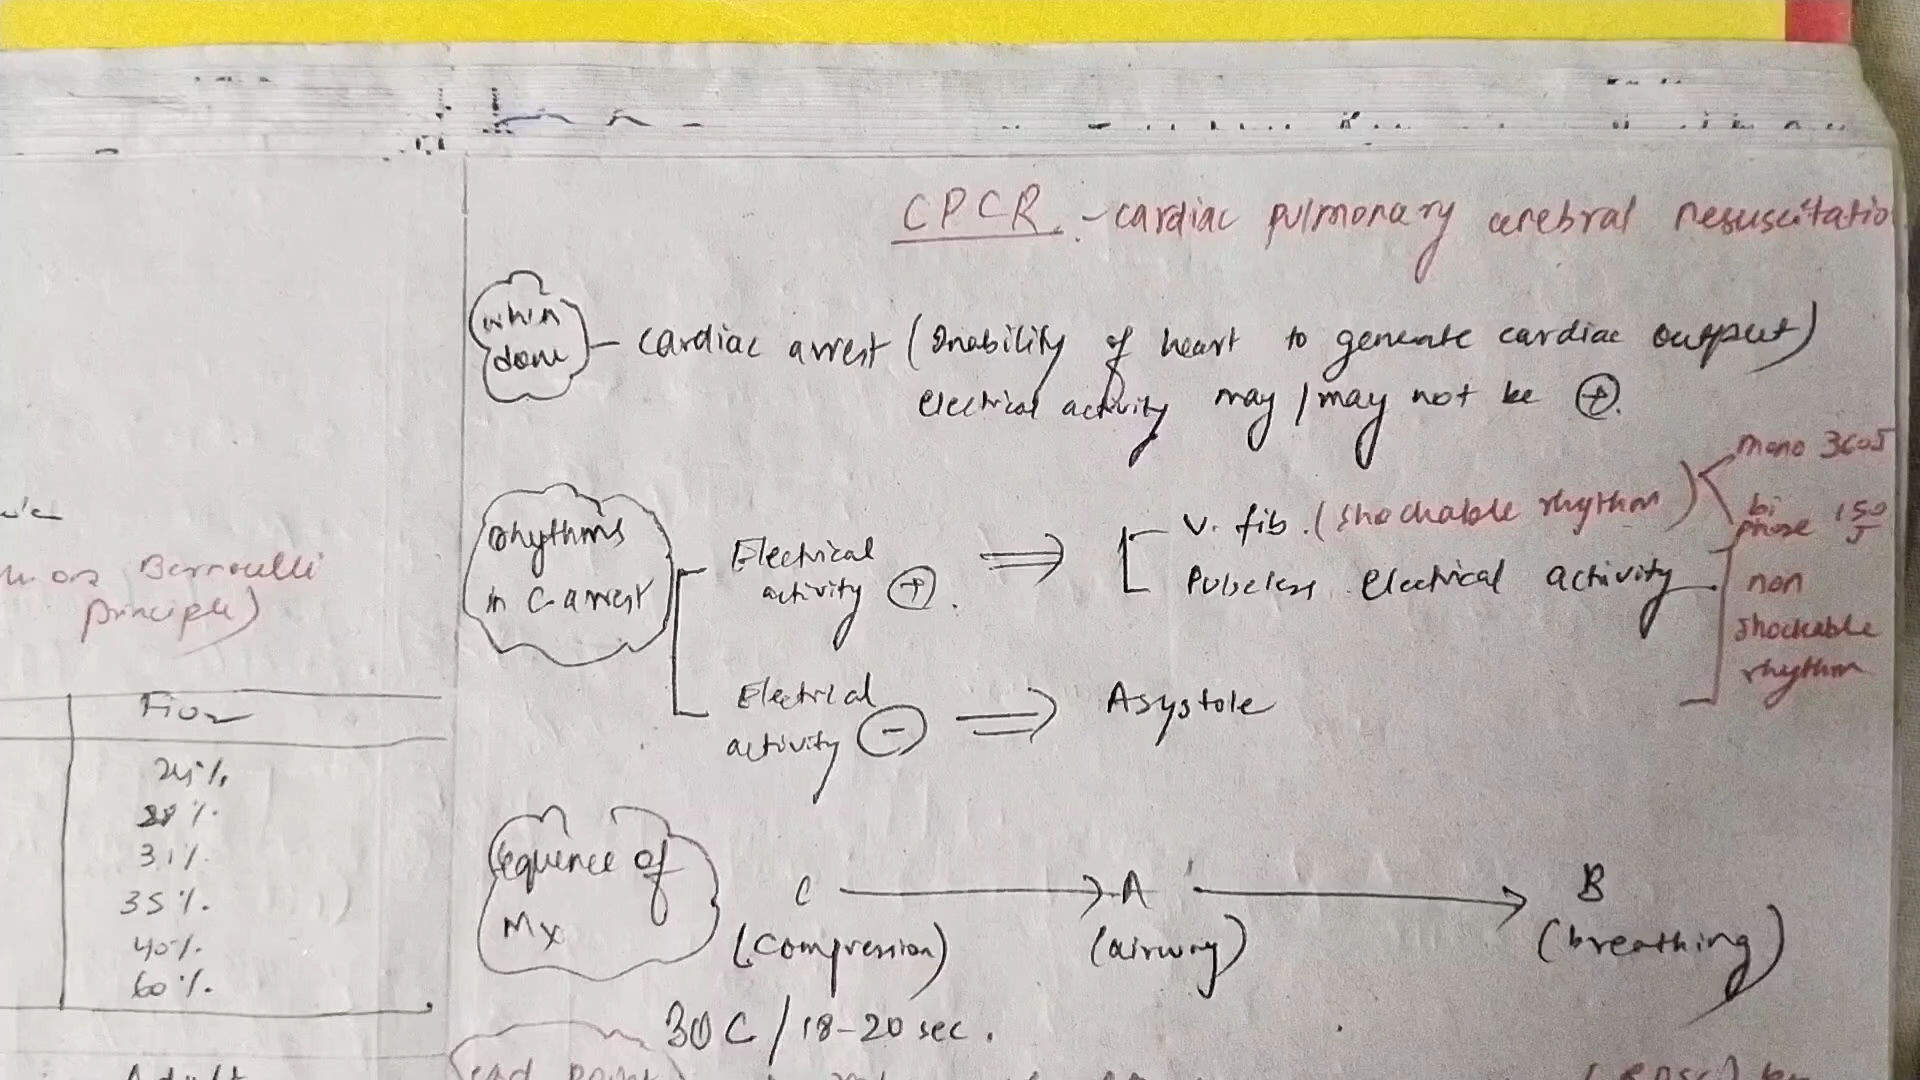 CPCR :- cardiac pulmonary cerebral resuscitatio
when done - cardiac arrest (Inability of heart to generate cardiac output)
Electrical activity may / may not be ⊕.
mono 360J
V. fib. (shockable rhythm)
bi phase 150 J
Rhythms in C-arrest
Electrical activity ⊕. ⇒
Pulseless Electrical activity
non shockable rhythm
Electrical activity ⊖ ⇒ Asystole
Sequence of Mx
C → A → B
(Compression) (airway) (breathing)
30 C / 18-20 sec.
Bernoulli
principle)
Fio2
24%
28%
31%
35%.
40%.
60%.